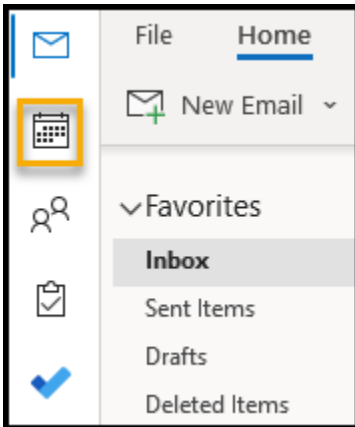 File Home
New Email
Favorites
Inbox
Sent Items
Drafts
Deleted Items